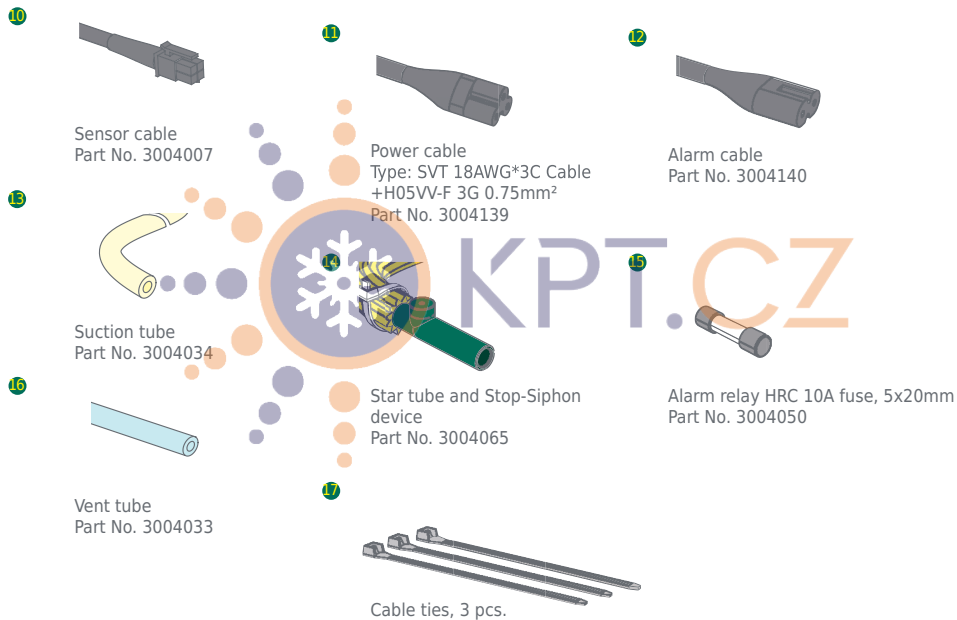 10
Sensor cable
Part No. 3004007
11
Power cable
Type: SVT 18AWG*3C Cable
+H05VV-F 3G 0.75mm²
Part No. 3004139
12
Alarm cable
Part No. 3004140
13
Suction tube
Part No. 3004034
14
Star tube and Stop-Siphon
device
Part No. 3004065
15
Alarm relay HRC 10A fuse, 5x20mm
Part No. 3004050
16
Vent tube
Part No. 3004033
17
Cable ties, 3 pcs.
KPT.CZ